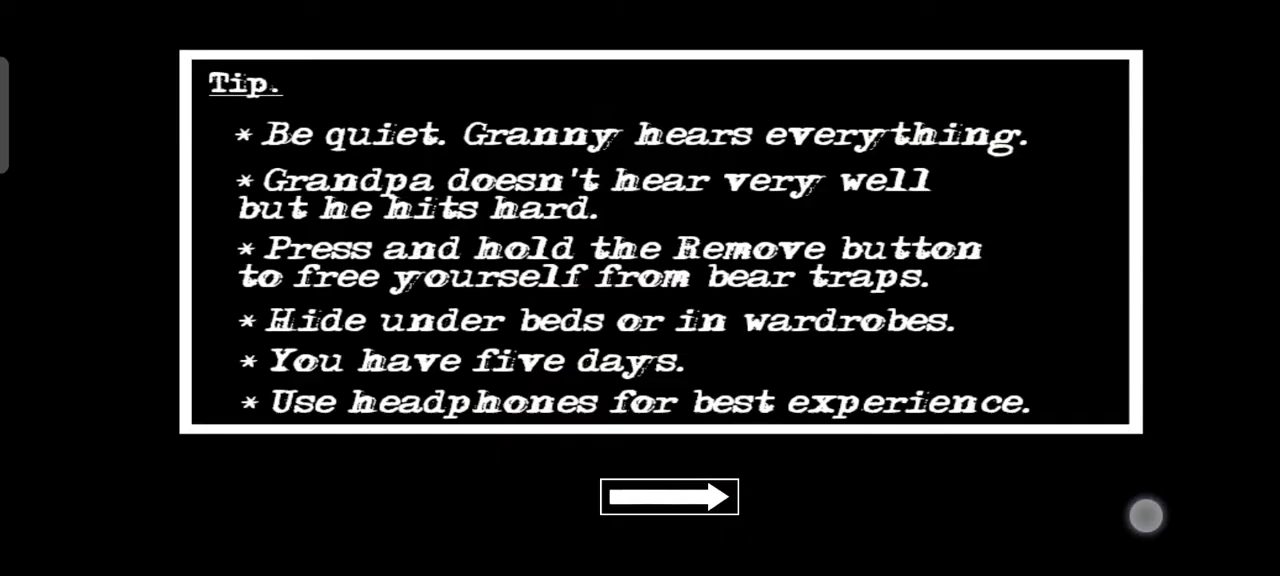 Tip.
* Be quiet. Granny hears everything.
* Grandpa doesn't hear very well
but he hits hard.
* Press and hold the Remove button
to free yourself from bear traps.
* Hide under beds or in wardrobes.
* You have five days.
* Use headphones for best experience.